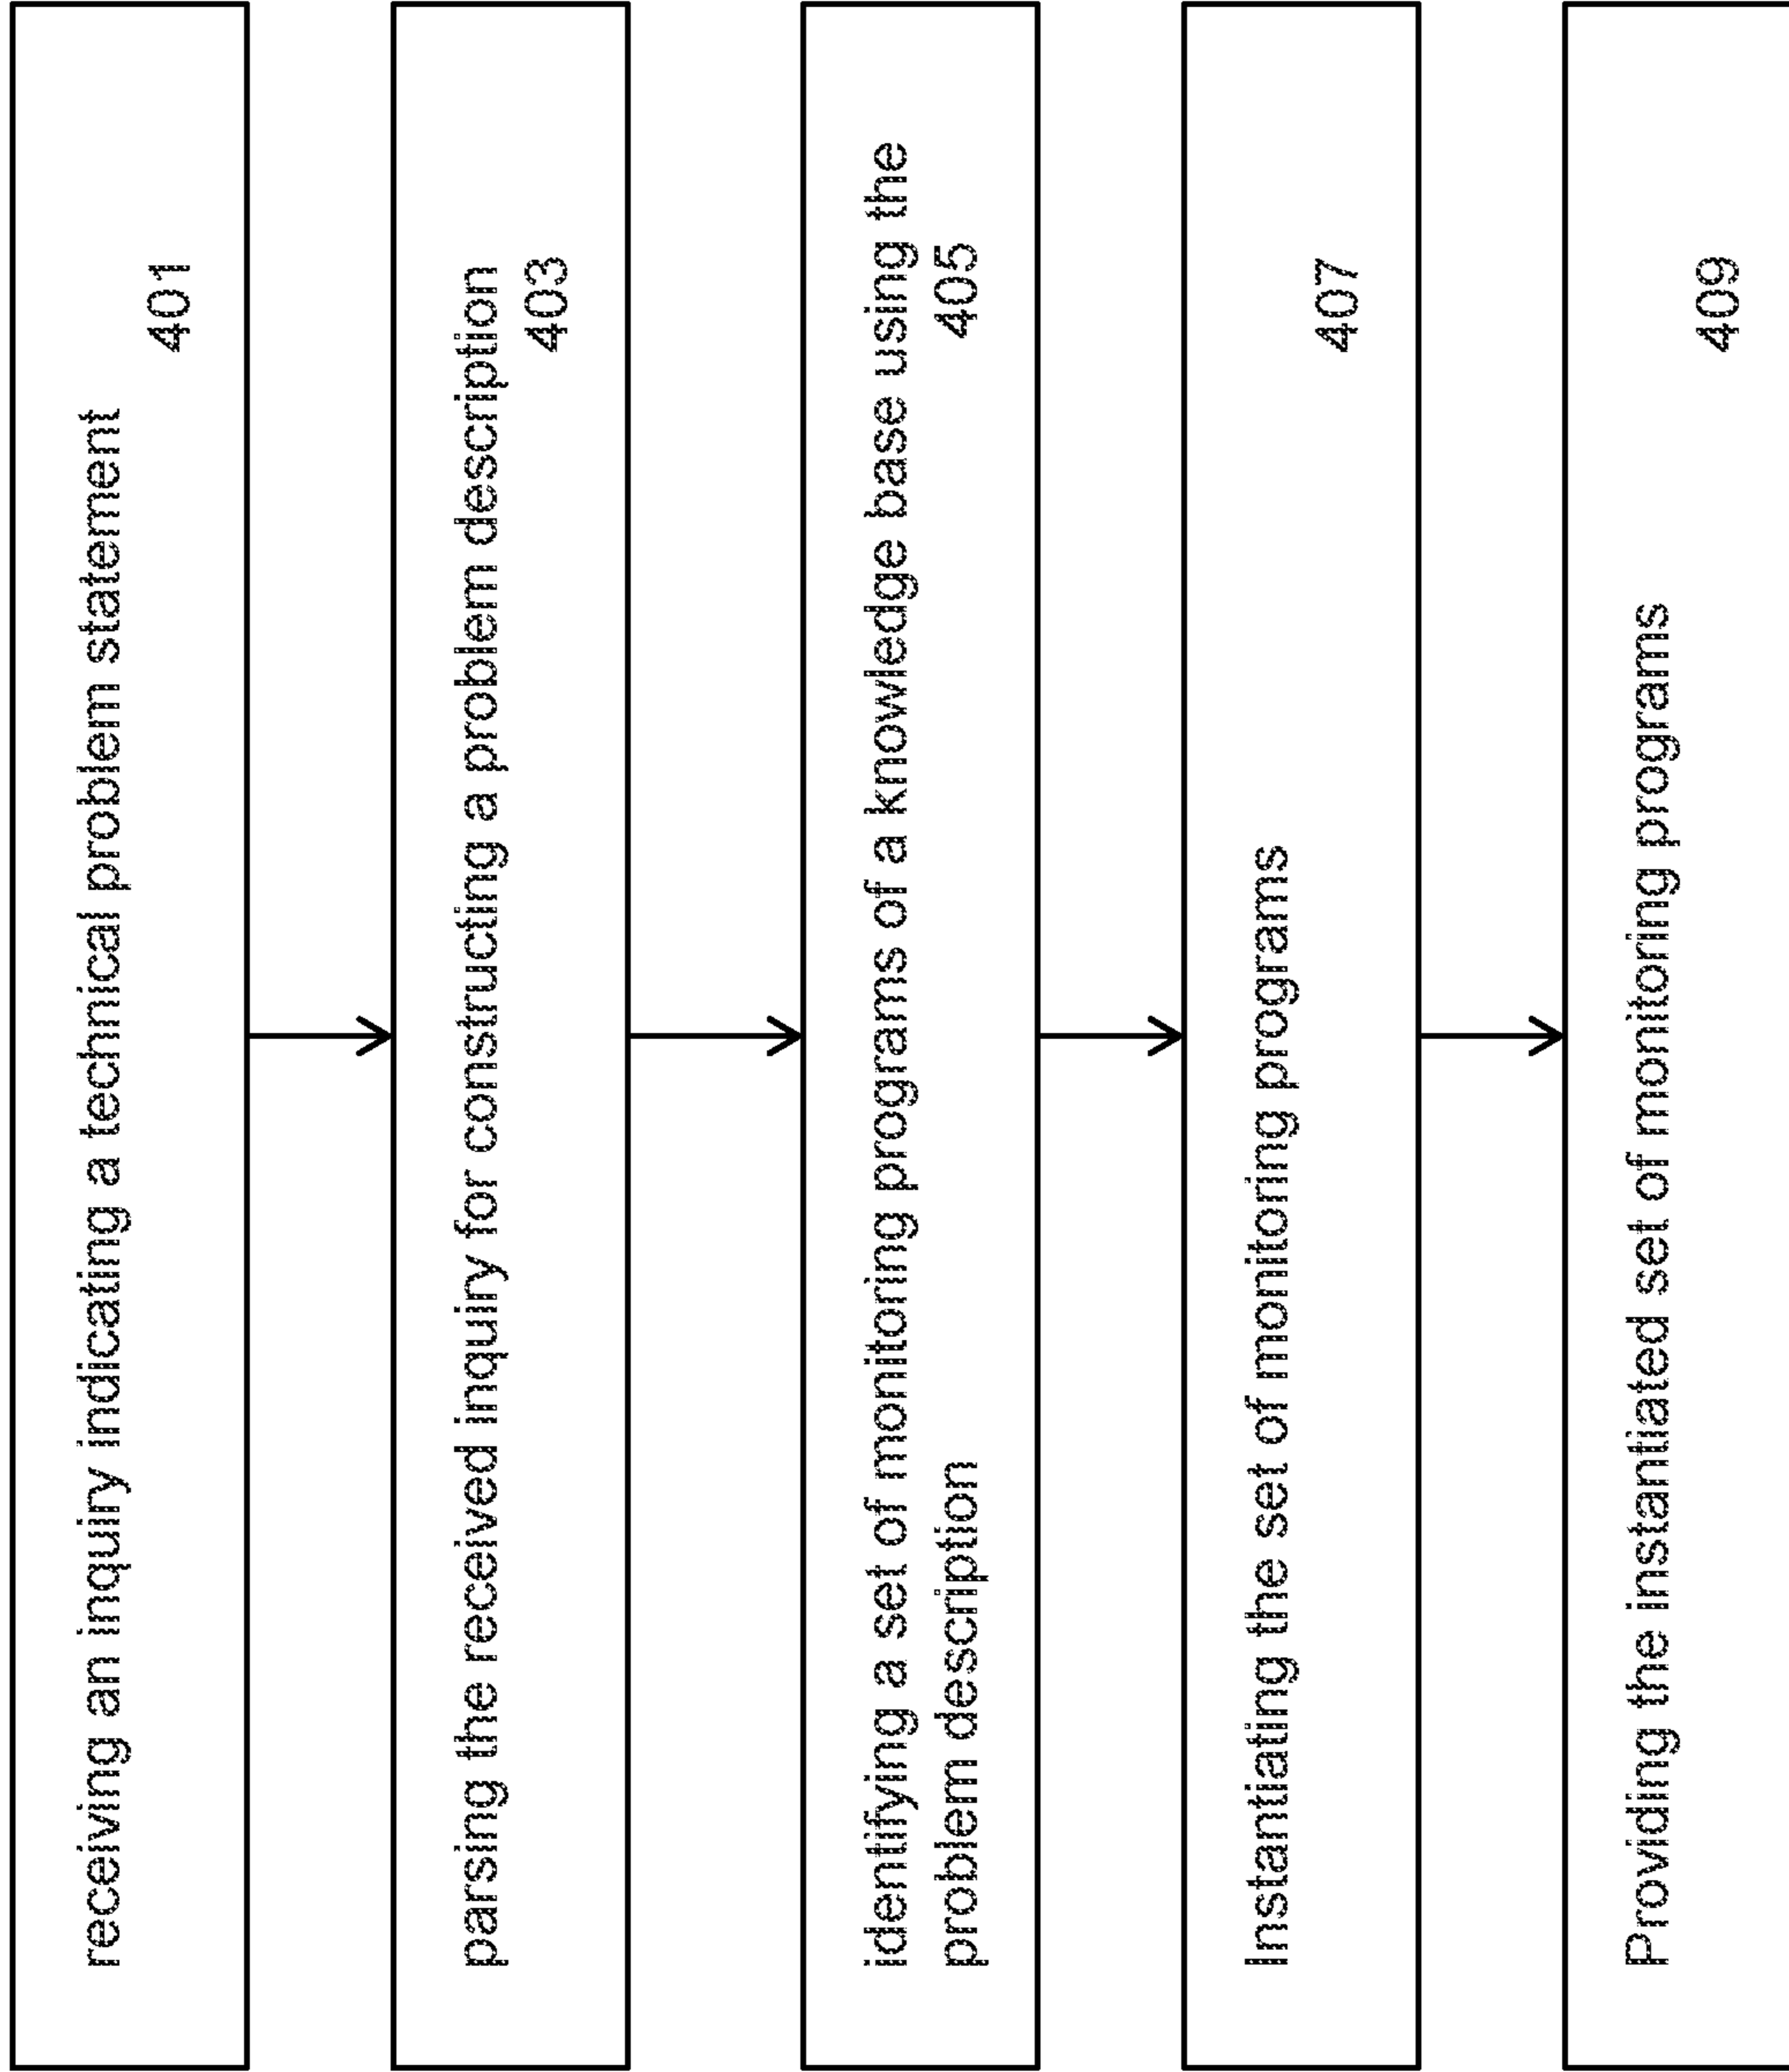 receiving an inquiry indicating a technical problem statement
401
parsing the received inquiry for constructing a problem description
403
identifying a set of monitoring programs of a knowledge base using the
problem description 405
Instantiating the set of monitoring programs
407
Providing the instantiated set of monitoring programs
409